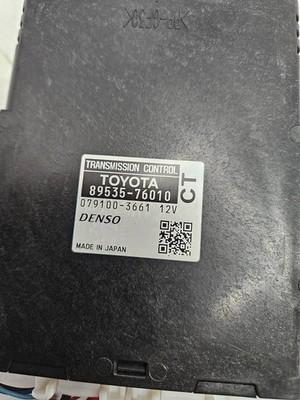 TRANSMISSION CONTROL
TOYOTA
89535-76010
079100-3661 12V
DENSO
MADE IN JAPAN
CT